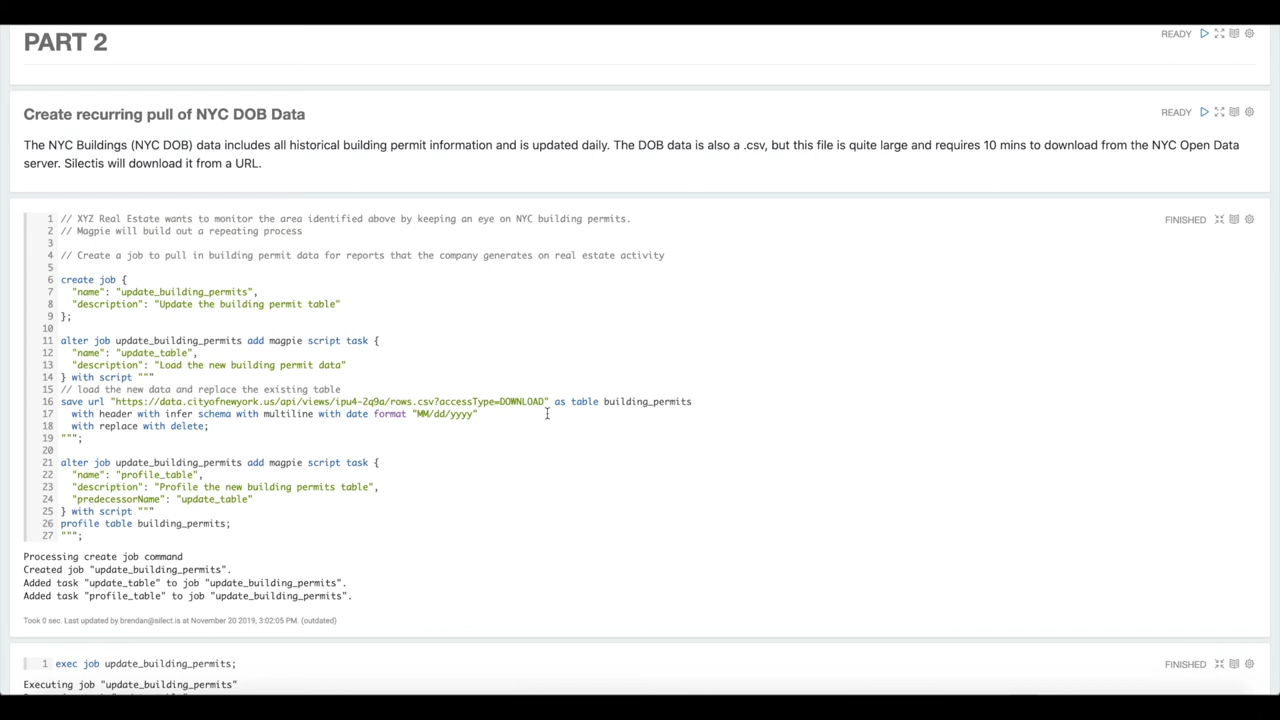 PART 2
READY
Create recurring pull of NYC DOB Data
READY
The NYC Buildings (NYC DOB) data includes all historical building permit information and is updated daily. The DOB data is also a .csv, but this file is quite large and requires 10 mins to download from the NYC Open Data
server. Silectis will download it from a URL.
FINISHED
1 // XYZ Real Estate wants to monitor the area identified above by keeping an eye on NYC building permits.
2 // Magpie will build out a repeating process
3
4 // Create a job to pull in building permit data for reports that the company generates on real estate activity
5
6 create job {
7 "name": "update_building_permits",
8 "description": "Update the building permit table"
9 };
10
11 alter job update_building_permits add magpie script task {
12 "name": "update_table",
13 "description": "Load the new building permit data"
14 } with script """
15 // load the new data and replace the existing table
16 save url "https://data.cityofnewyork.us/api/views/ipu4-2q9a/rows.csv?accessType=DOWNLOAD" as table building_permits
17 with header with infer schema with multiline with date format "MM/dd/yyyy"
18 with replace with delete;
19 """;
20
21 alter job update_building_permits add magpie script task {
22 "name": "profile_table",
23 "description": "Profile the new building permits table",
24 "predecessorName": "update_table"
25 } with script """
26 profile table building_permits;
27 """;
Processing create job command
Created job "update_building_permits".
Added task "update_table" to job "update_building_permits".
Added task "profile_table" to job "update_building_permits".
Took 0 sec. Last updated by brendan@silect.is at November 20 2019, 3:02:05 PM. (outdated)
1 exec job update_building_permits;
FINISHED
Executing job "update_building_permits"